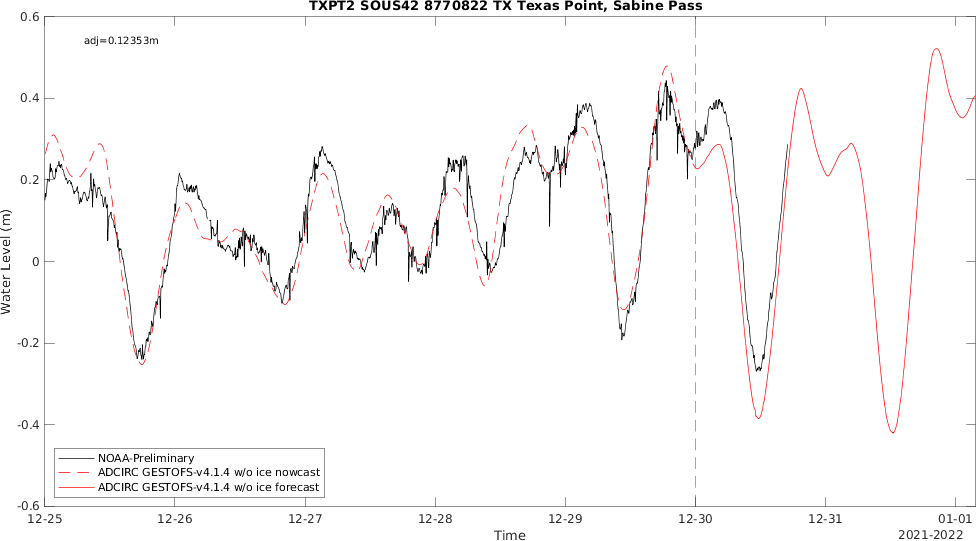 TXPT2 SOUS42 8770822 TX Texas Point, Sabine Pass
adj=0.12353m
0.6
0.4
0.2
0
-0.2
-0.4
-0.6
Water Level (m)
NOAA-Preliminary
ADCIRC GESTOFS-v4.1.4 w/o ice nowcast
ADCIRC GESTOFS-v4.1.4 w/o ice forecast
12-25 12-26 12-27 12-28 12-29 12-30 12-31 01-01
Time
2021-2022